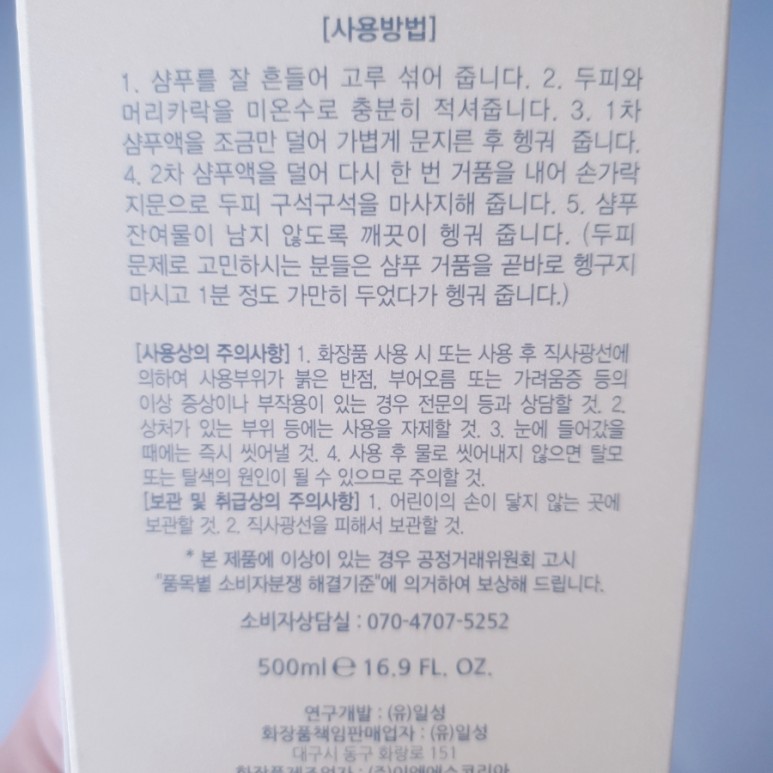 [사용방법]
1. 샴푸를 잘 흔들어 고루 섞어 줍니다. 2. 두피와
머리카락을 미온수로 충분히 적셔줍니다. 3. 1차
샴푸액을 조금만 덜어 가볍게 문지른 후 헹궈 줍니다.
4. 2차 샴푸액을 덜어 다시 한 번 거품을 내어 손가락
지문으로 두피 구석구석을 마사지해 줍니다. 5. 샴푸
잔여물이 남지 않도록 깨끗이 헹궈 줍니다. (두피
문제로 고민하시는 분들은 샴푸 거품을 곧바로 헹구지
마시고 1분 정도 가만히 두었다가 헹궈 줍니다.)
[사용상의 주의사항] 1. 화장품 사용 시 또는 사용 후 직사광선에
의하여 사용부위가 붉은 반점, 부어오름 또는 가려움증 등의
이상 증상이나 부작용이 있는 경우 전문의 등과 상담할 것. 2.
상처가 있는 부위 등에는 사용을 자제할 것. 3. 눈에 들어갔을
때에는 즉시 씻어낼 것. 4. 사용 후 물로 씻어내지 않으면 탈모
또는 탈색의 원인이 될 수 있으므로 주의할 것.
[보관 및 취급상의 주의사항] 1. 어린이의 손이 닿지 않는 곳에
보관할 것. 2. 직사광선을 피해서 보관할 것.
* 본 제품에 이상이 있는 경우 공정거래위원회 고시
"품목별 소비자분쟁 해결기준"에 의거하여 보상해 드립니다.
소비자상담실 : 070-4707-5252
500ml ℮ 16.9 FL. OZ.
연구개발 : (유)일성
화장품책임판매업자 : (유)일성
대구시 동구 화랑로 151
화장품제조업자 : (주)이앤에스코리아